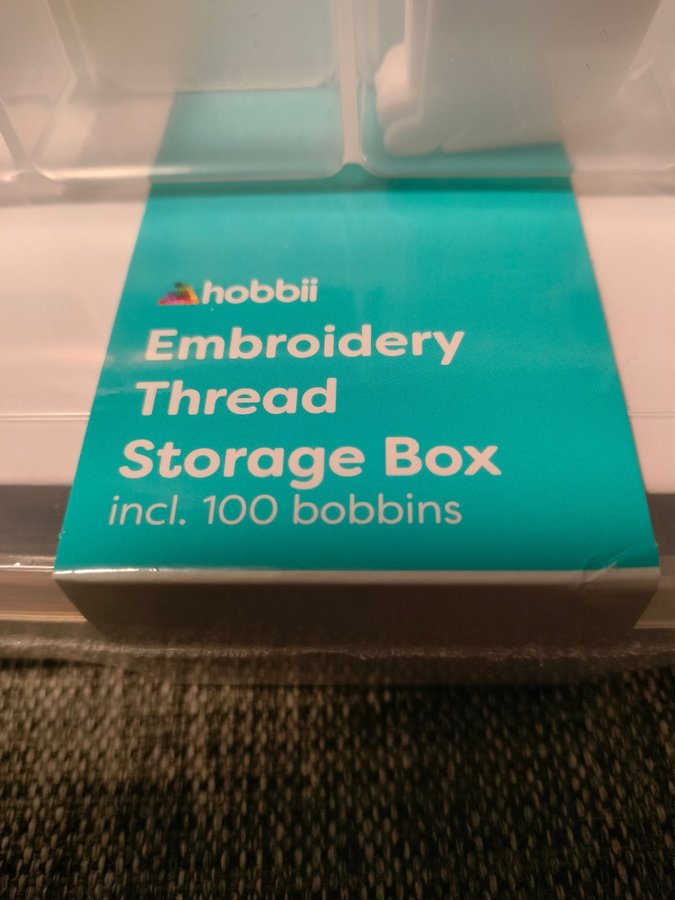 hobbii
Embroidery
Thread
Storage Box
incl. 100 bobbins